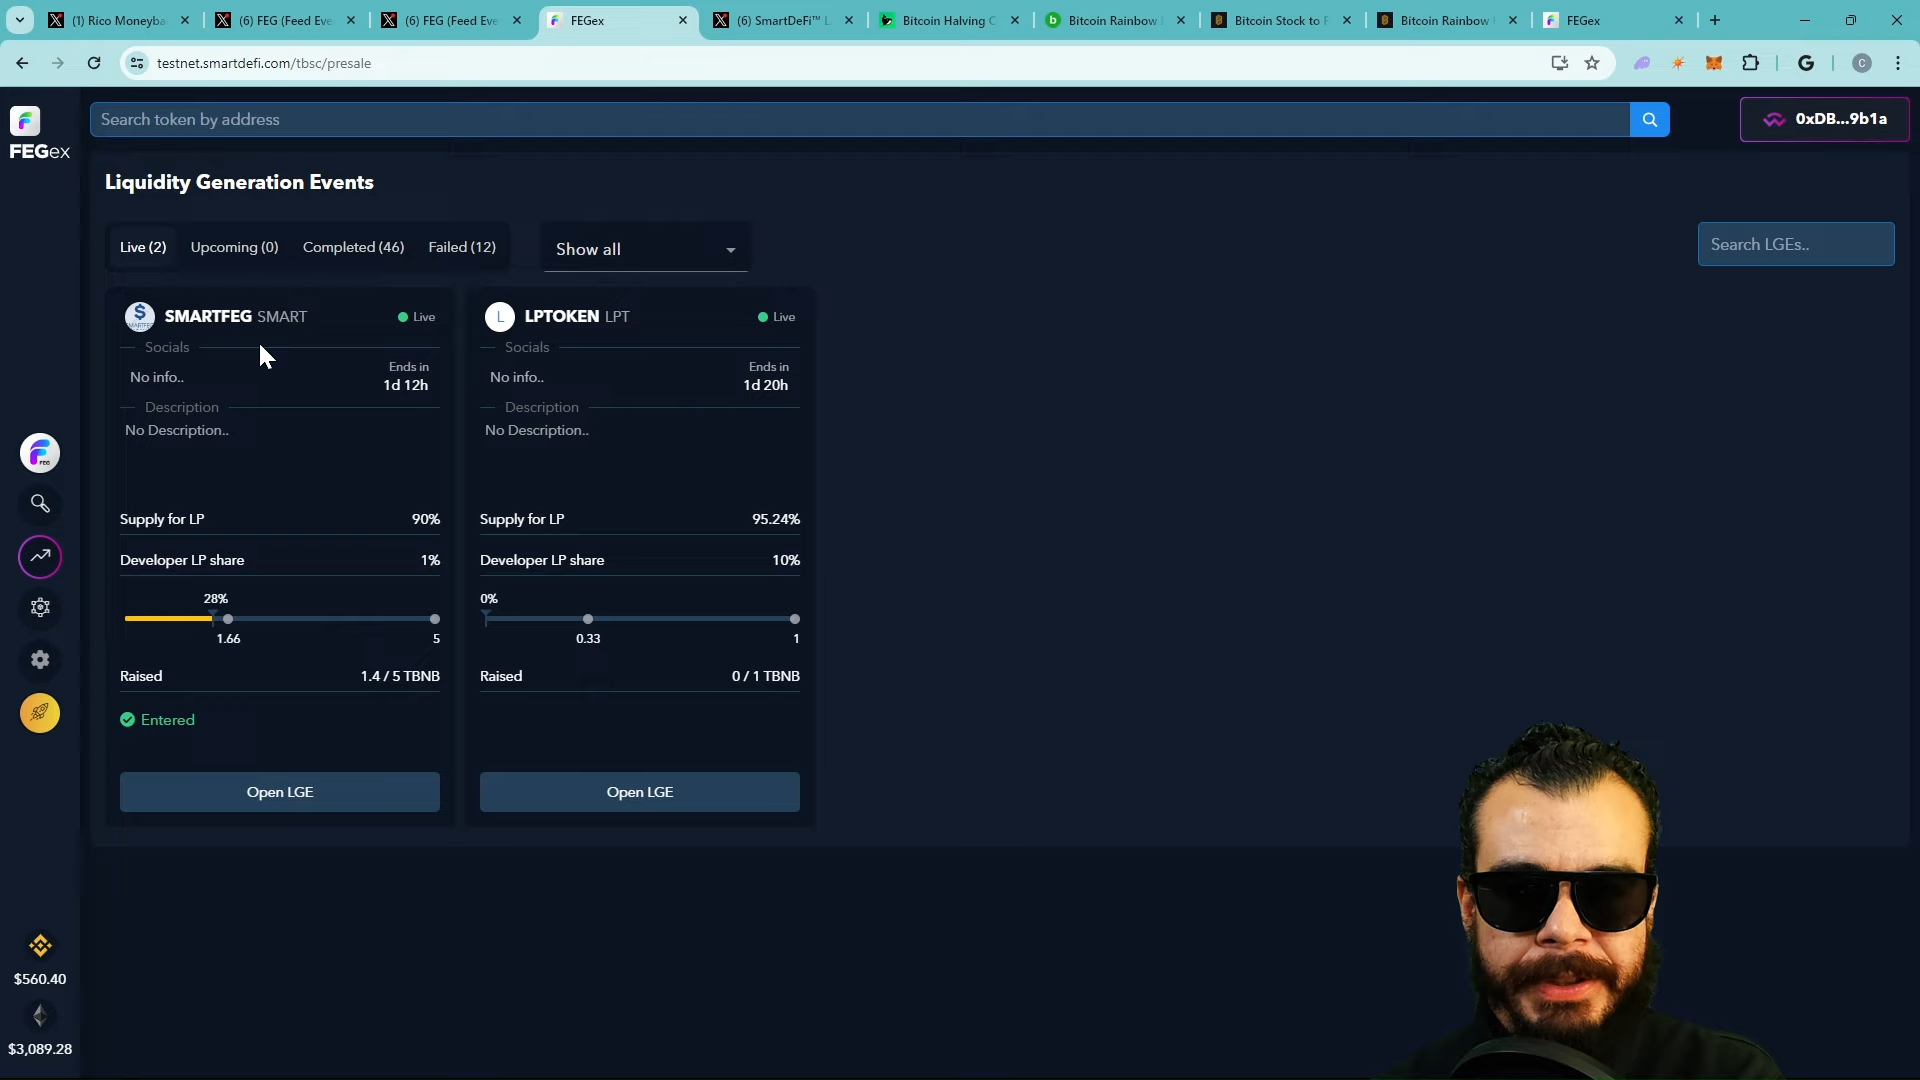 (1) Rico Moneyba
(6) FEG (Feed Eve
(6) FEG (Feed Eve
FEGex
(6) SmartDeFi™ L
Bitcoin Halving C
Bitcoin Rainbow
Bitcoin Stock to F
Bitcoin Rainbow
FEGex
testnet.smartdefi.com/tbsc/presale
G
C
FEGex
Search token by address
0xDB...9b1a
Liquidity Generation Events
Live (2)
Upcoming (0)
Completed (46)
Failed (12)
Show all
Search LGEs..
SMARTFEG SMART
Live
Socials
No info..
Ends in
1d 12h
Description
No Description..
Supply for LP 90%
Developer LP share 1%
28%
1.66 5
Raised 1.4 / 5 TBNB
Entered
Open LGE
L
LPTOKEN LPT
Live
Socials
No info..
Ends in
1d 20h
Description
No Description..
Supply for LP 95.24%
Developer LP share 10%
0%
0.33 1
Raised 0 / 1 TBNB
Open LGE
FEG
$560.40
$3,089.28